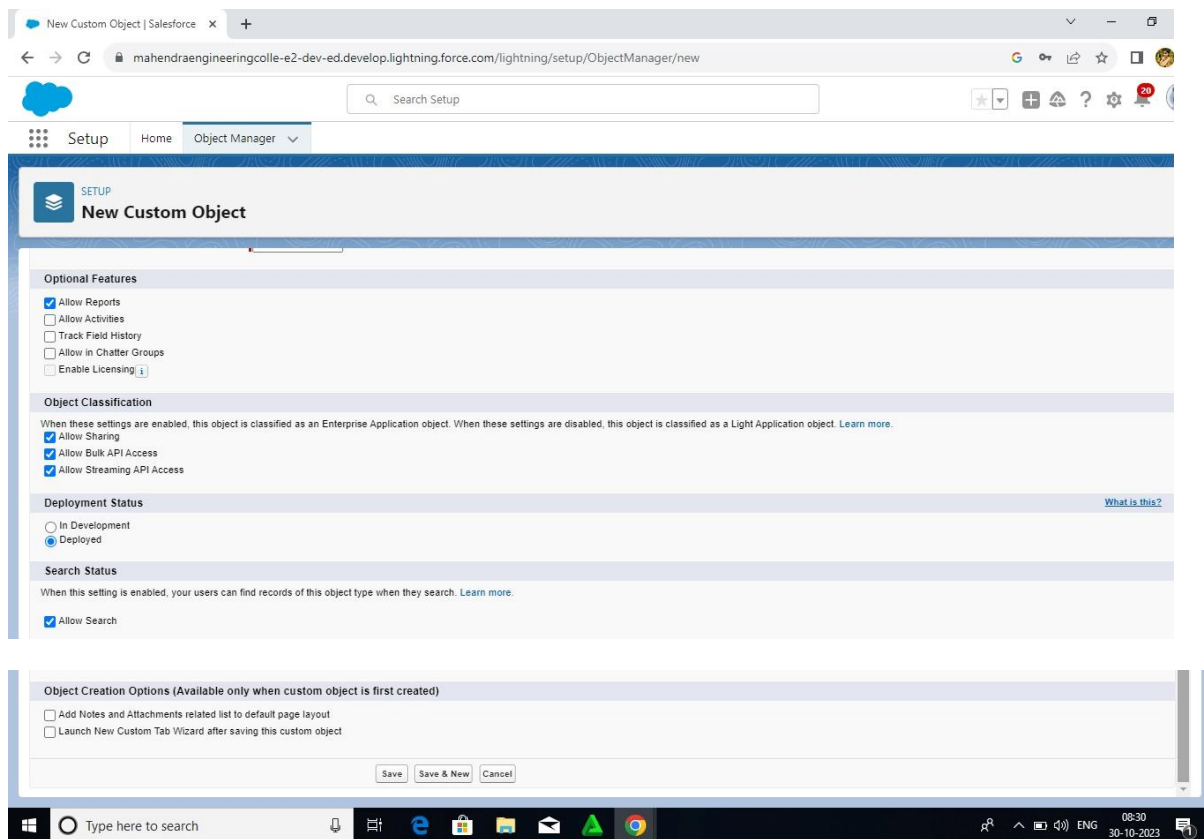 New Custom Object | Salesforce
mahendraengineeringcolle-e2-dev-ed.develop.lightning.force.com/lightning/setup/ObjectManager/new
G
Search Setup
20
Setup Home Object Manager
SETUP
New Custom Object
Optional Features
Allow Reports
Allow Activities
Track Field History
Allow in Chatter Groups
Enable Licensing i
Object Classification
When these settings are enabled, this object is classified as an Enterprise Application object. When these settings are disabled, this object is classified as a Light Application object. Learn more.
Allow Sharing
Allow Bulk API Access
Allow Streaming API Access
Deployment Status What is this?
In Development
Deployed
Search Status
When this setting is enabled, your users can find records of this object type when they search. Learn more.
Allow Search
Object Creation Options (Available only when custom object is first created)
Add Notes and Attachments related list to default page layout
Launch New Custom Tab Wizard after saving this custom object
Save Save & New Cancel
Type here to search
ENG
08:30
30-10-2023